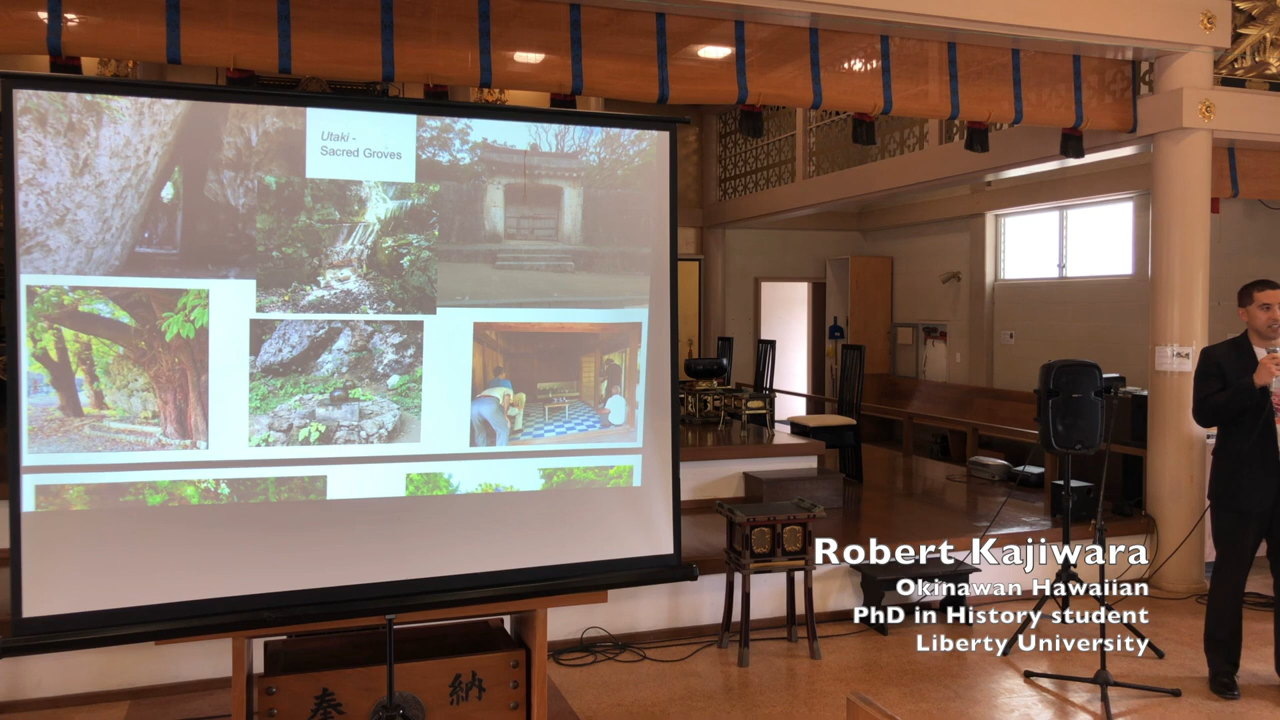 Utaki -
Sacred Groves
Robert Kajiwara
Okinawan Hawaiian
PhD in History student
Liberty University
奉納